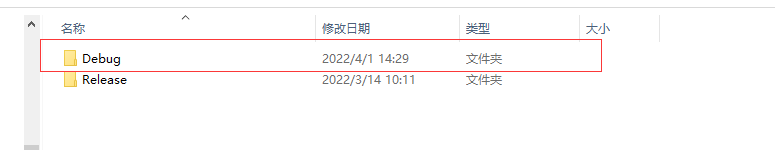 名称 修改日期 类型 大小
Debug 2022/4/1 14:29 文件夹
Release 2022/3/14 10:11 文件夹